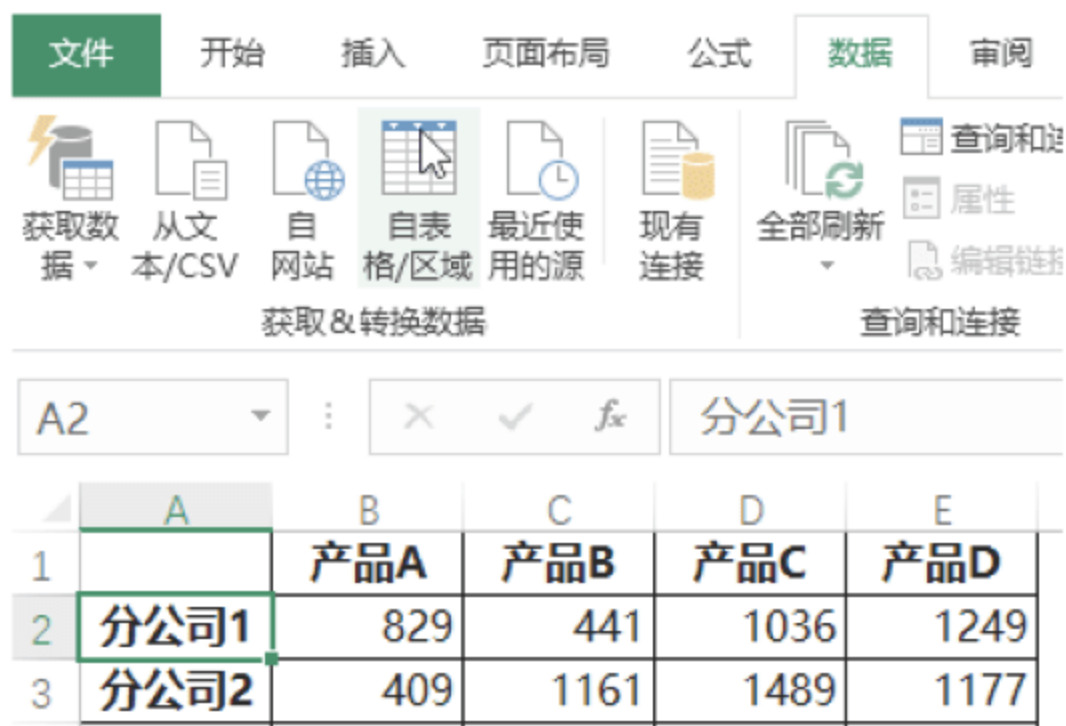 文件 开始 插入 页面布局 公式 数据 审阅
获取数据 从文本/CSV 自网站 自表格/区域 最近使用的源 现有连接 全部刷新 查询和连
属性
编辑链接
获取&转换数据 查询和连接
A2 fx 分公司1
A B C D E
1 产品A 产品B 产品C 产品D
2 分公司1 829 441 1036 1249
3 分公司2 409 1161 1489 1177